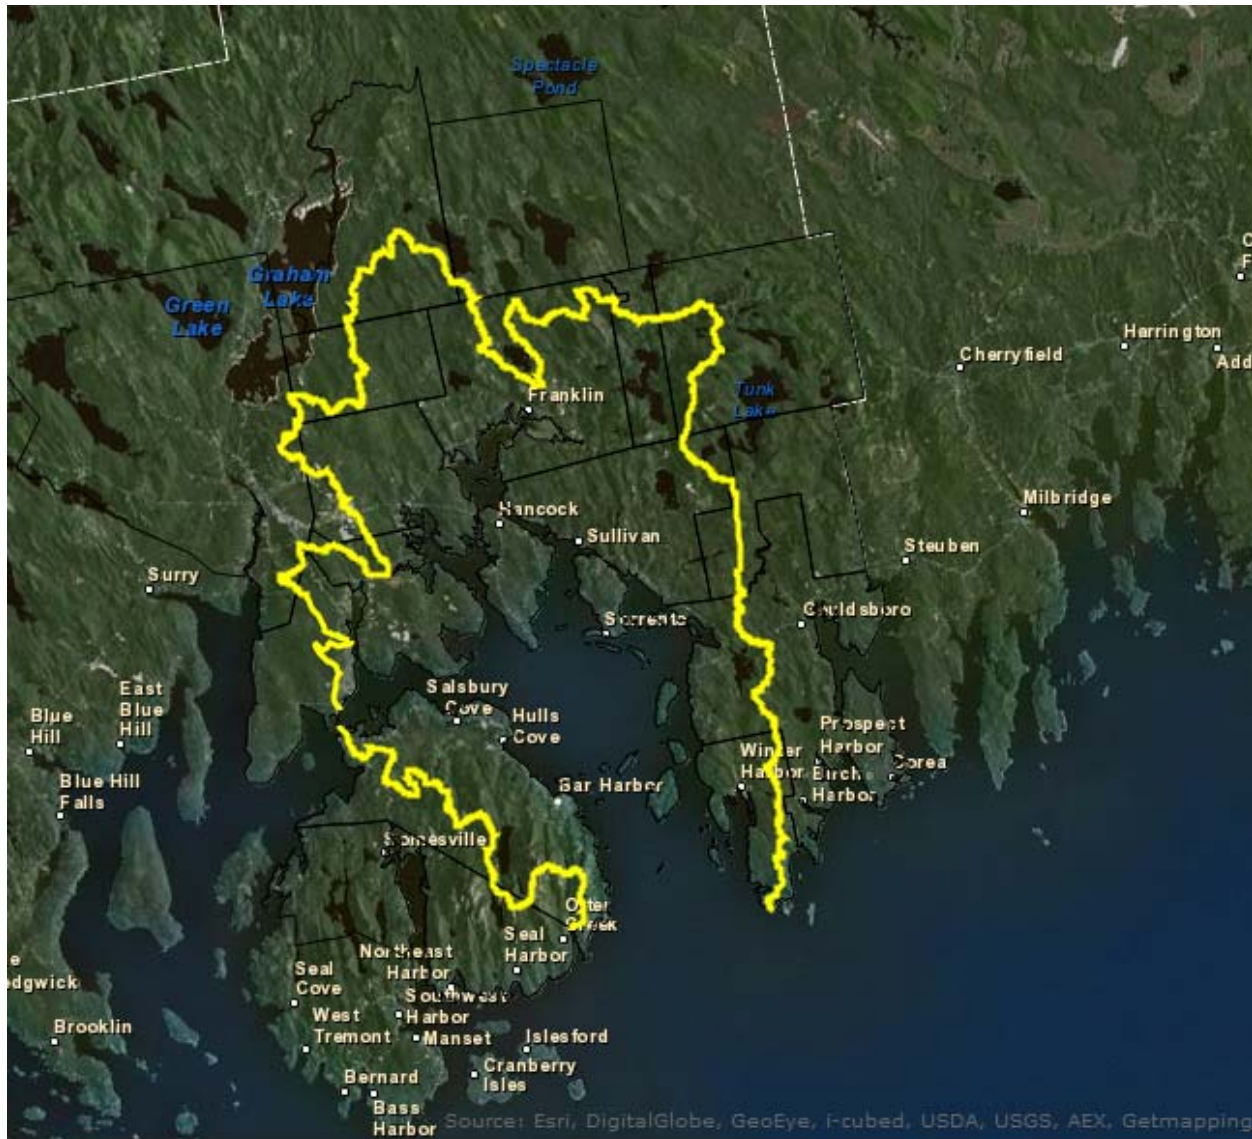 Spectacle
Pond
Graham
Lake
Green
Lake
Harrington
Cherryfield
Tunk
Lake
Franklin
Milbridge
Hancock
Sullivan
Steuben
Surry
Sorrento
East
Blue
Hill
Salsbury
Cove
Blue
Hill
Hulls
Cove
Prospect
Harbor
Winter
Harbor
Corea
Birch
Harbor
Blue Hill
Falls
Bar Harbor
Somesville
Otter
Creek
Seal
Harbor
Northeast
Harbor
edgwick
Seal
Cove
Southwest
Harbor
West
Tremont
Brooklin
Manset
Islesford
Cranberry
Isles
Bernard
Bass
Harbor
Source: Esri, DigitalGlobe, GeoEye, i-cubed, USDA, USGS, AEX, Getmapping